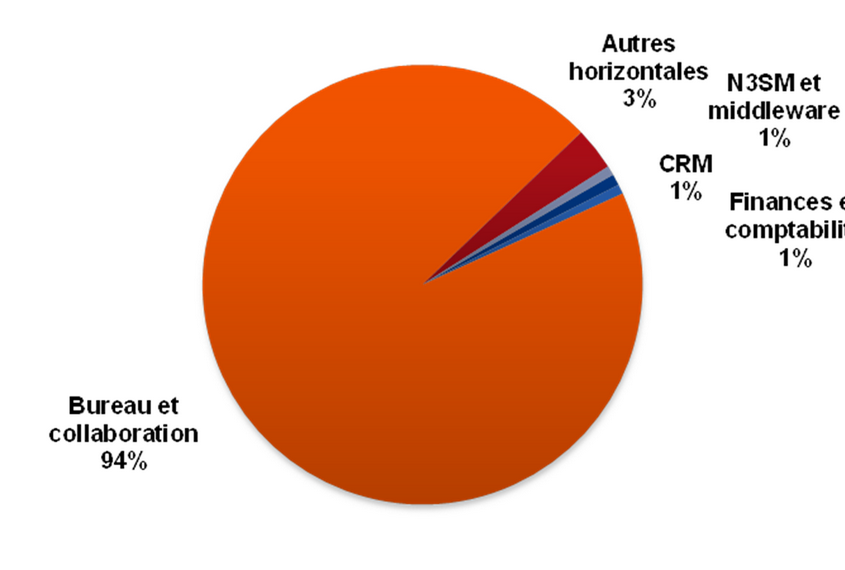 Autres
horizontales
3%
N3SM et
middleware
1%
CRM
1%
Finances
1%
Bureau et
collaboration
94%